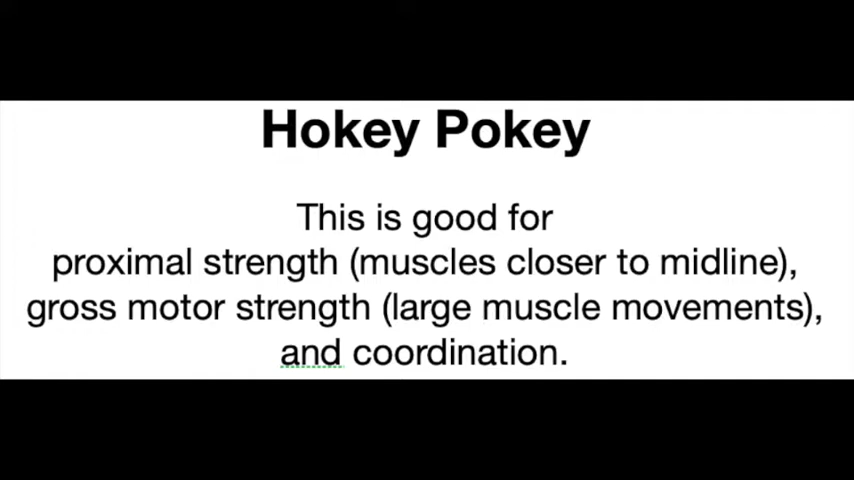 Hokey Pokey
This is good for
proximal strength (muscles closer to midline),
gross motor strength (large muscle movements),
and coordination.